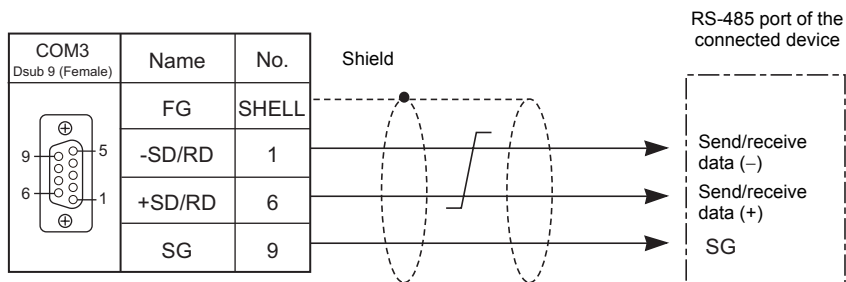 RS-485 port of the
connected device
COM3
Dsub 9 (Female)
Name
No.
Shield
FG
SHELL
-SD/RD
1
Send/receive
data (−)
+SD/RD
6
Send/receive
data (+)
SG
9
SG
9
5
6
1